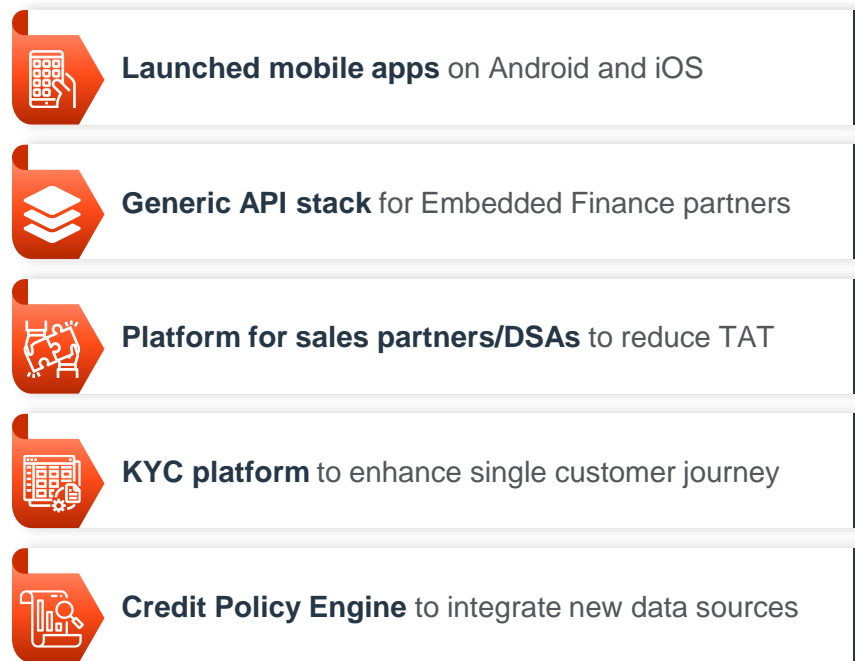 Launched mobile apps on Android and iOS
Generic API stack for Embedded Finance partners
Platform for sales partners/DSAs to reduce TAT
KYC platform to enhance single customer journey
Credit Policy Engine to integrate new data sources